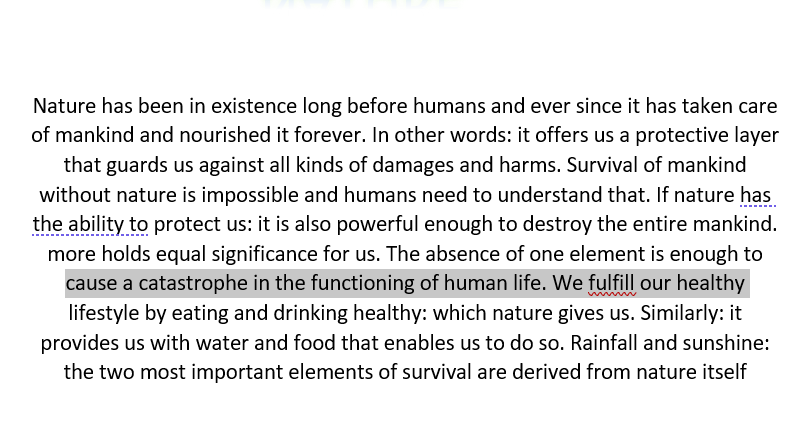 Nature has been in existence long before humans and ever since it has taken care
of mankind and nourished it forever. In other words: it offers us a protective layer
that guards us against all kinds of damages and harms. Survival of mankind
without nature is impossible and humans need to understand that. If nature has
the ability to protect us: it is also powerful enough to destroy the entire mankind.
more holds equal significance for us. The absence of one element is enough to
cause a catastrophe in the functioning of human life. We fulfill our healthy
lifestyle by eating and drinking healthy: which nature gives us. Similarly: it
provides us with water and food that enables us to do so. Rainfall and sunshine:
the two most important elements of survival are derived from nature itself